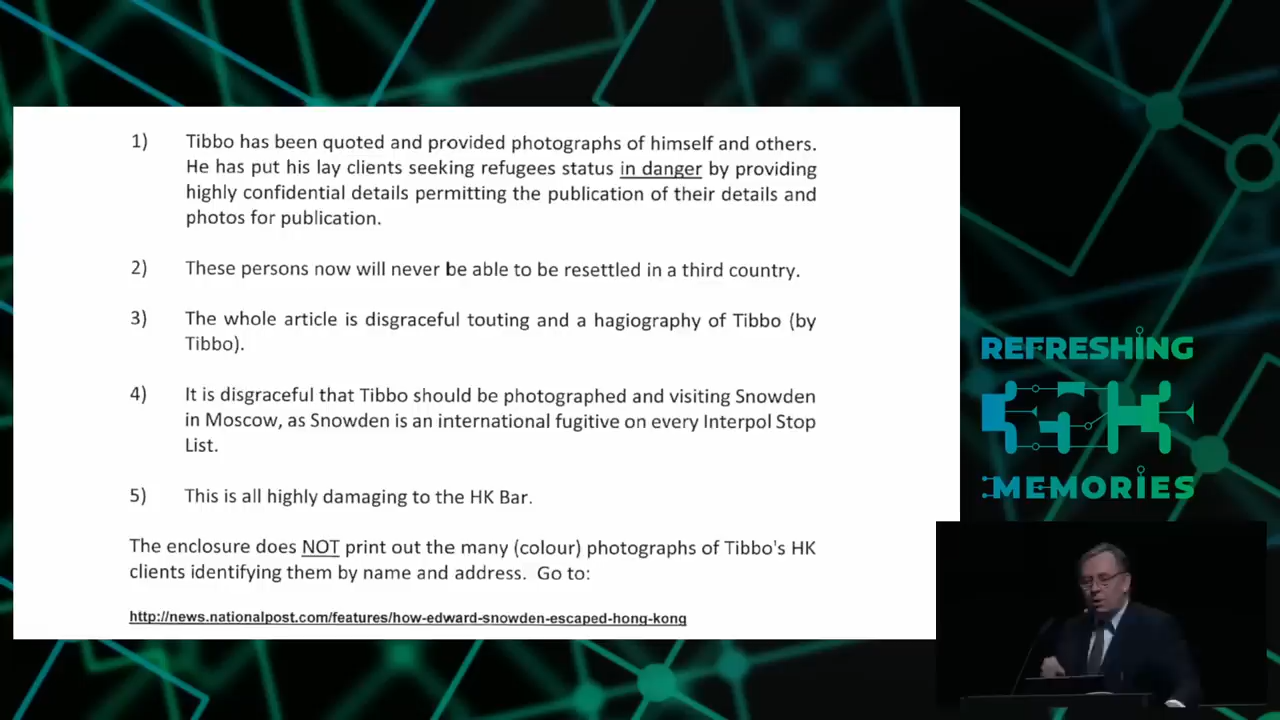 1) Tibbo has been quoted and provided photographs of himself and others.
He has put his lay clients seeking refugees status in danger by providing
highly confidential details permitting the publication of their details and
photos for publication.
2) These persons now will never be able to be resettled in a third country.
3) The whole article is disgraceful touting and a hagiography of Tibbo (by
Tibbo).
4) It is disgraceful that Tibbo should be photographed and visiting Snowden
in Moscow, as Snowden is an international fugitive on every Interpol Stop
List.
5) This is all highly damaging to the HK Bar.
The enclosure does NOT print out the many (colour) photographs of Tibbo's HK
clients identifying them by name and address. Go to:
http://news.nationalpost.com/features/how-edward-snowden-escaped-hong-kong
REFRESHING
MEMORIES